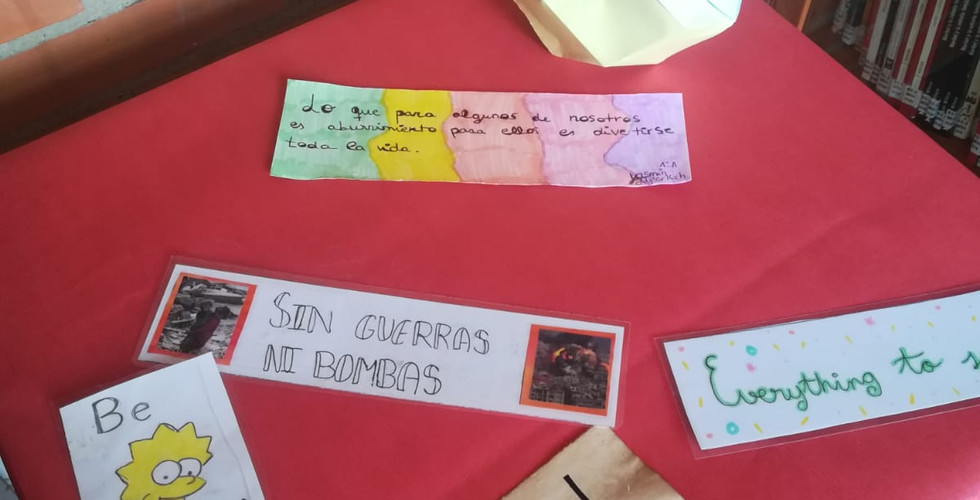 Lo que para algunos de nosotros
es aburrimiento para ellos es divertirse
toda la vida.
1º A
SIN GUERRAS
NI BOMBAS
Everything to
Be